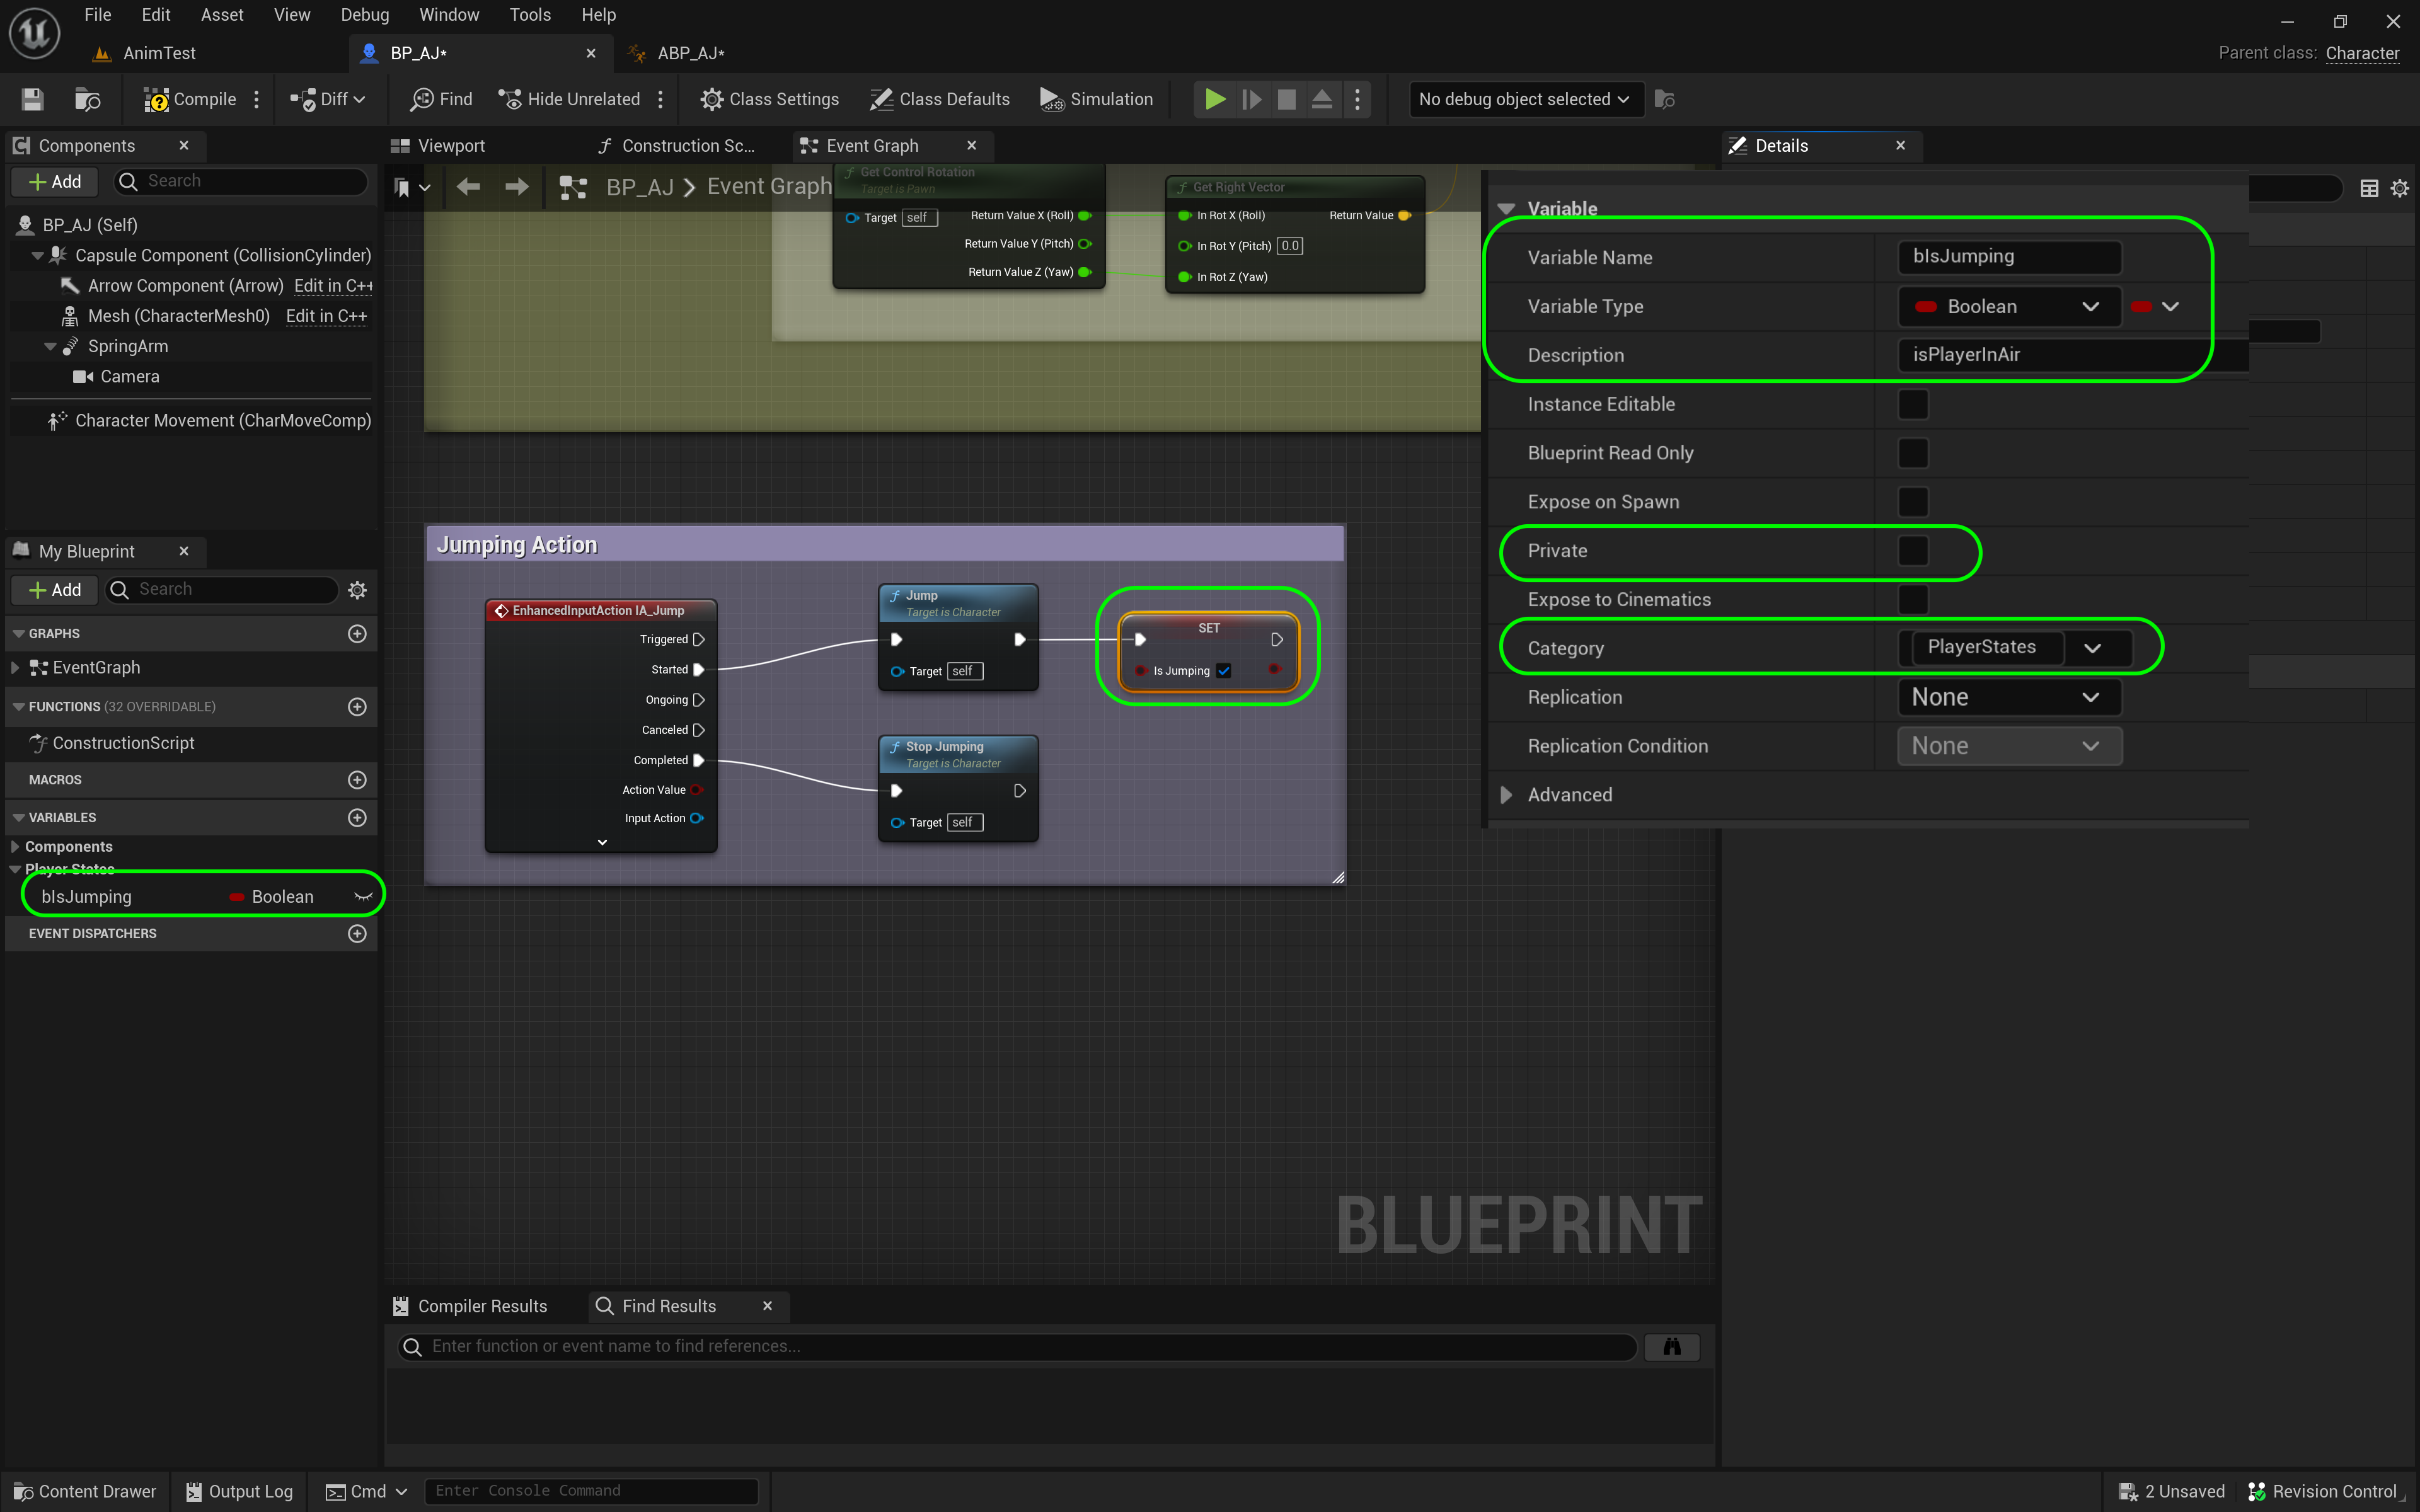 File Edit Asset View Debug Window Tools Help
AnimTest
BP_AJ*
ABP_AJ*
Parent class: Character
Compile
Diff
Find
Hide Unrelated
Class Settings
Class Defaults
Simulation
No debug object selected
Components
Add
Search
BP_AJ (Self)
Capsule Component (CollisionCylinder)
Arrow Component (Arrow) Edit in C++
Mesh (CharacterMesh0) Edit in C++
SpringArm
Camera
Character Movement (CharMoveComp)
My Blueprint
Add
Search
GRAPHS
EventGraph
FUNCTIONS (32 OVERRIDABLE)
ConstructionScript
MACROS
VARIABLES
Components
Player States
bIsJumping Boolean
EVENT DISPATCHERS
Viewport
Construction Sc...
Event Graph
BP_AJ > Event Graph
Get Control Rotation
Target is Pawn
Target self
Return Value X (Roll)
Return Value Y (Pitch)
Return Value Z (Yaw)
Get Right Vector
In Rot X (Roll)
Return Value
In Rot Y (Pitch) 0.0
In Rot Z (Yaw)
Jumping Action
EnhancedInputAction IA_Jump
Triggered
Started
Ongoing
Canceled
Completed
Action Value
Input Action
Jump
Target is Character
Target self
SET
Is Jumping
Stop Jumping
Target is Character
Target self
BLUEPRINT
Details
Variable
Variable Name bIsJumping
Variable Type Boolean
Description isPlayerInAir
Instance Editable
Blueprint Read Only
Expose on Spawn
Private
Expose to Cinematics
Category PlayerStates
Replication None
Replication Condition None
Advanced
Compiler Results
Find Results
Enter function or event name to find references...
Content Drawer
Output Log
Cmd
Enter Console Command
2 Unsaved
Revision Control